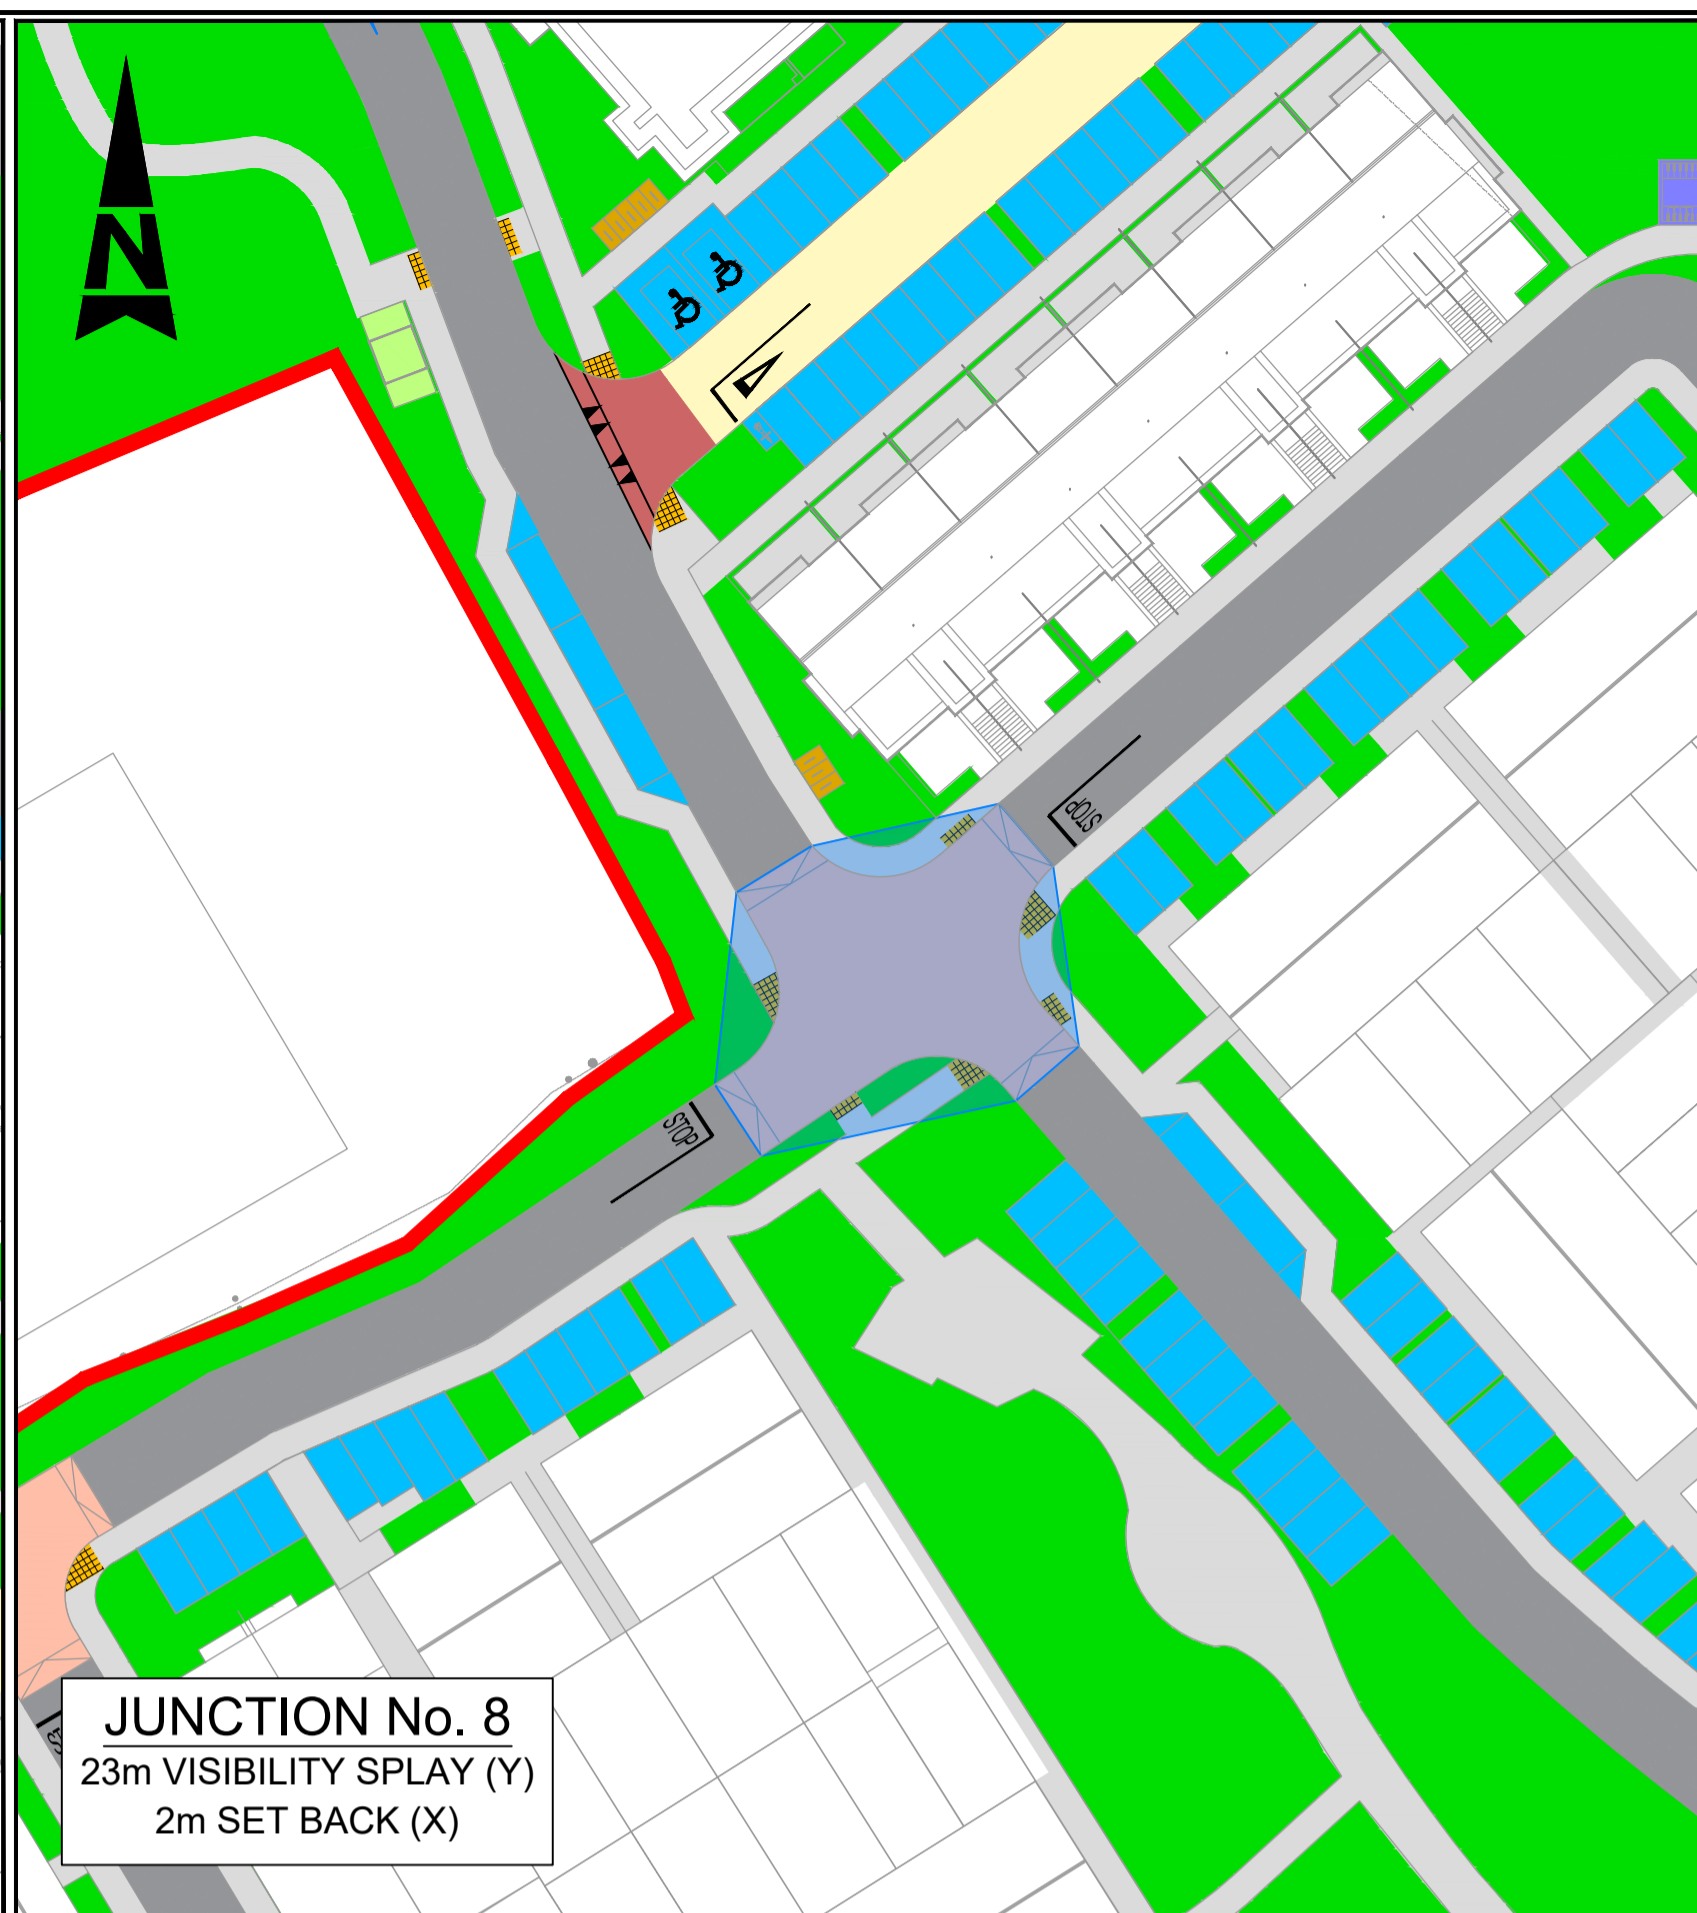 N
STOP
STOP
JUNCTION No. 8
23m VISIBILITY SPLAY (Y)
2m SET BACK (X)